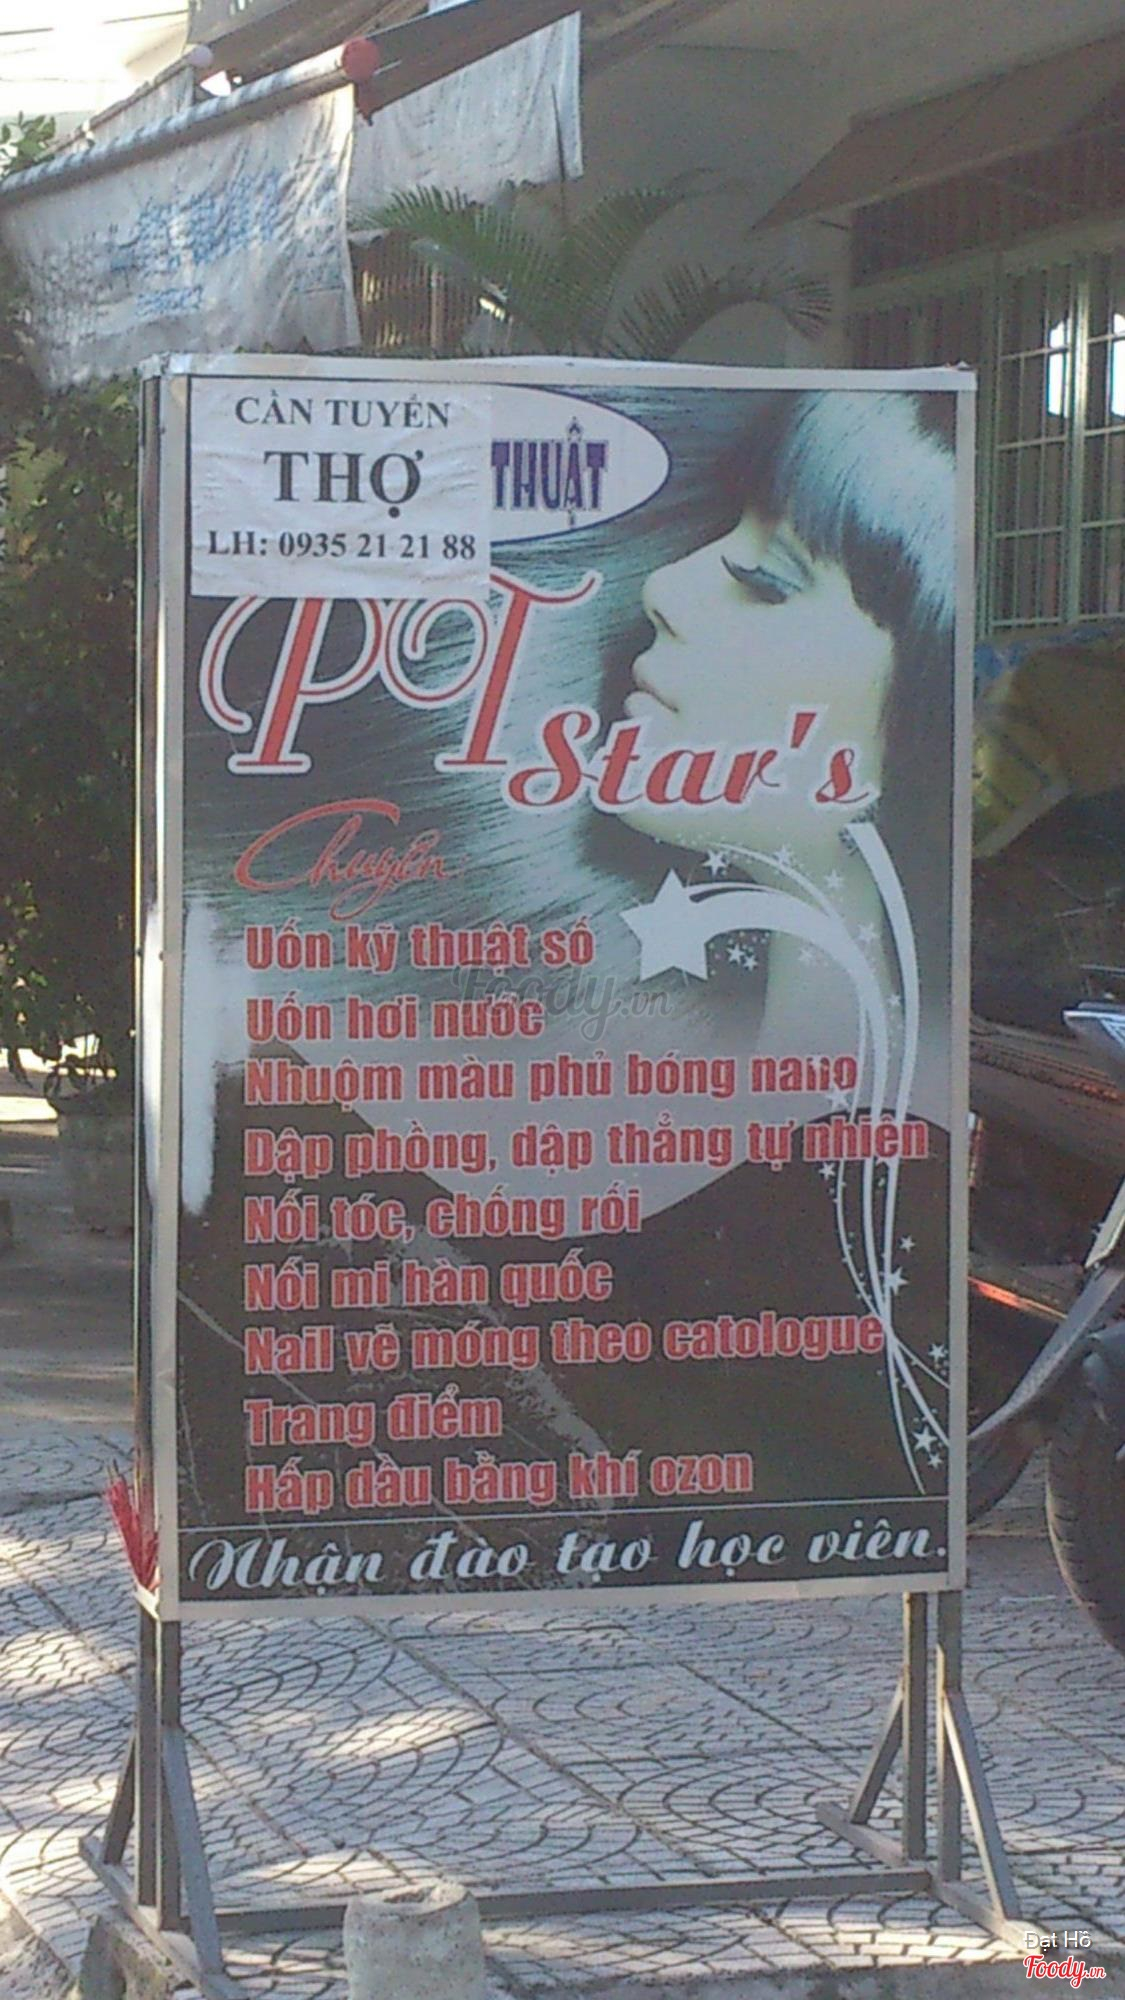 CẦN TUYỂN
THỢ
LH: 0935 21 21 88
THUẬT
PT Star's
Chuyên:
Uốn kỹ thuật số
Uốn hơi nước
Nhuộm màu phủ bóng nano
Dập phồng, dập thẳng tự nhiên
Nối tóc, chống rối
Nối mi hàn quốc
Nail vẽ móng theo catologue
Trang điểm
Hấp dầu bằng khí ozon
Nhận đào tạo học viên.
Foody.vn
Đạt Hồ
Foody.vn